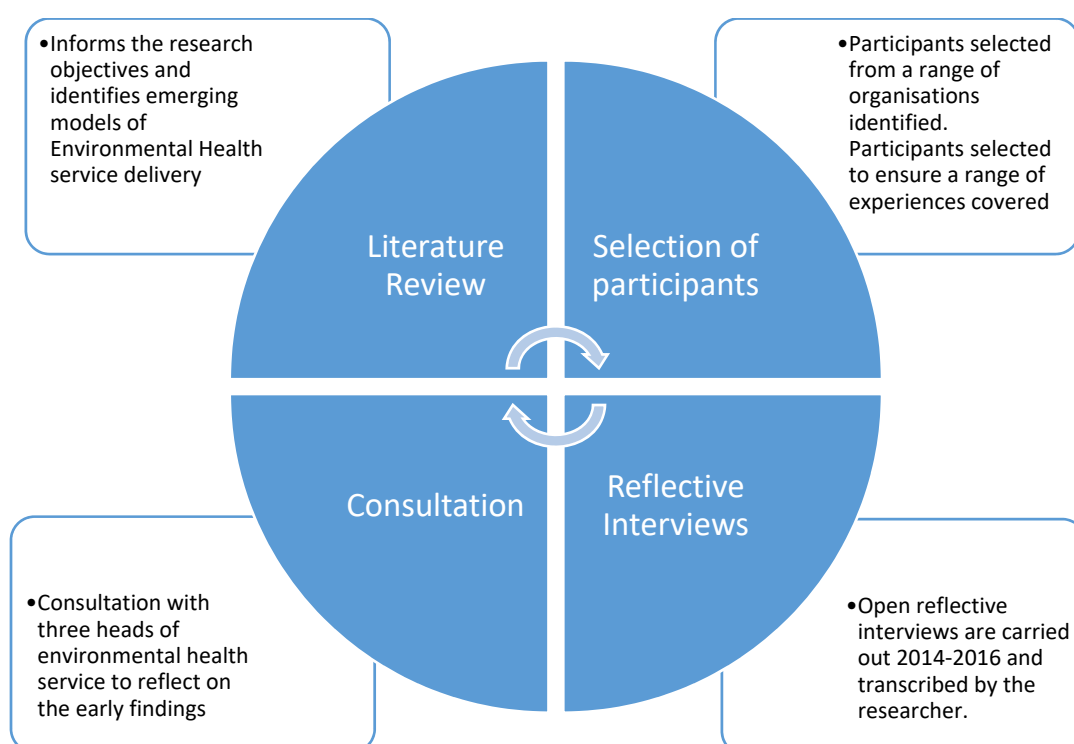 •Informs the research
objectives and
identifies emerging
models of
Environmental Health
service delivery
•Participants selected
from a range of
organisations
identified.
Participants selected
to ensure a range of
experiences covered
Literature
Review
Selection of
participants
Consultation
Reflective
Interviews
•Consultation with
three heads of
environmental health
service to reflect on
the early findings
•Open reflective
interviews are carried
out 2014-2016 and
transcribed by the
researcher.